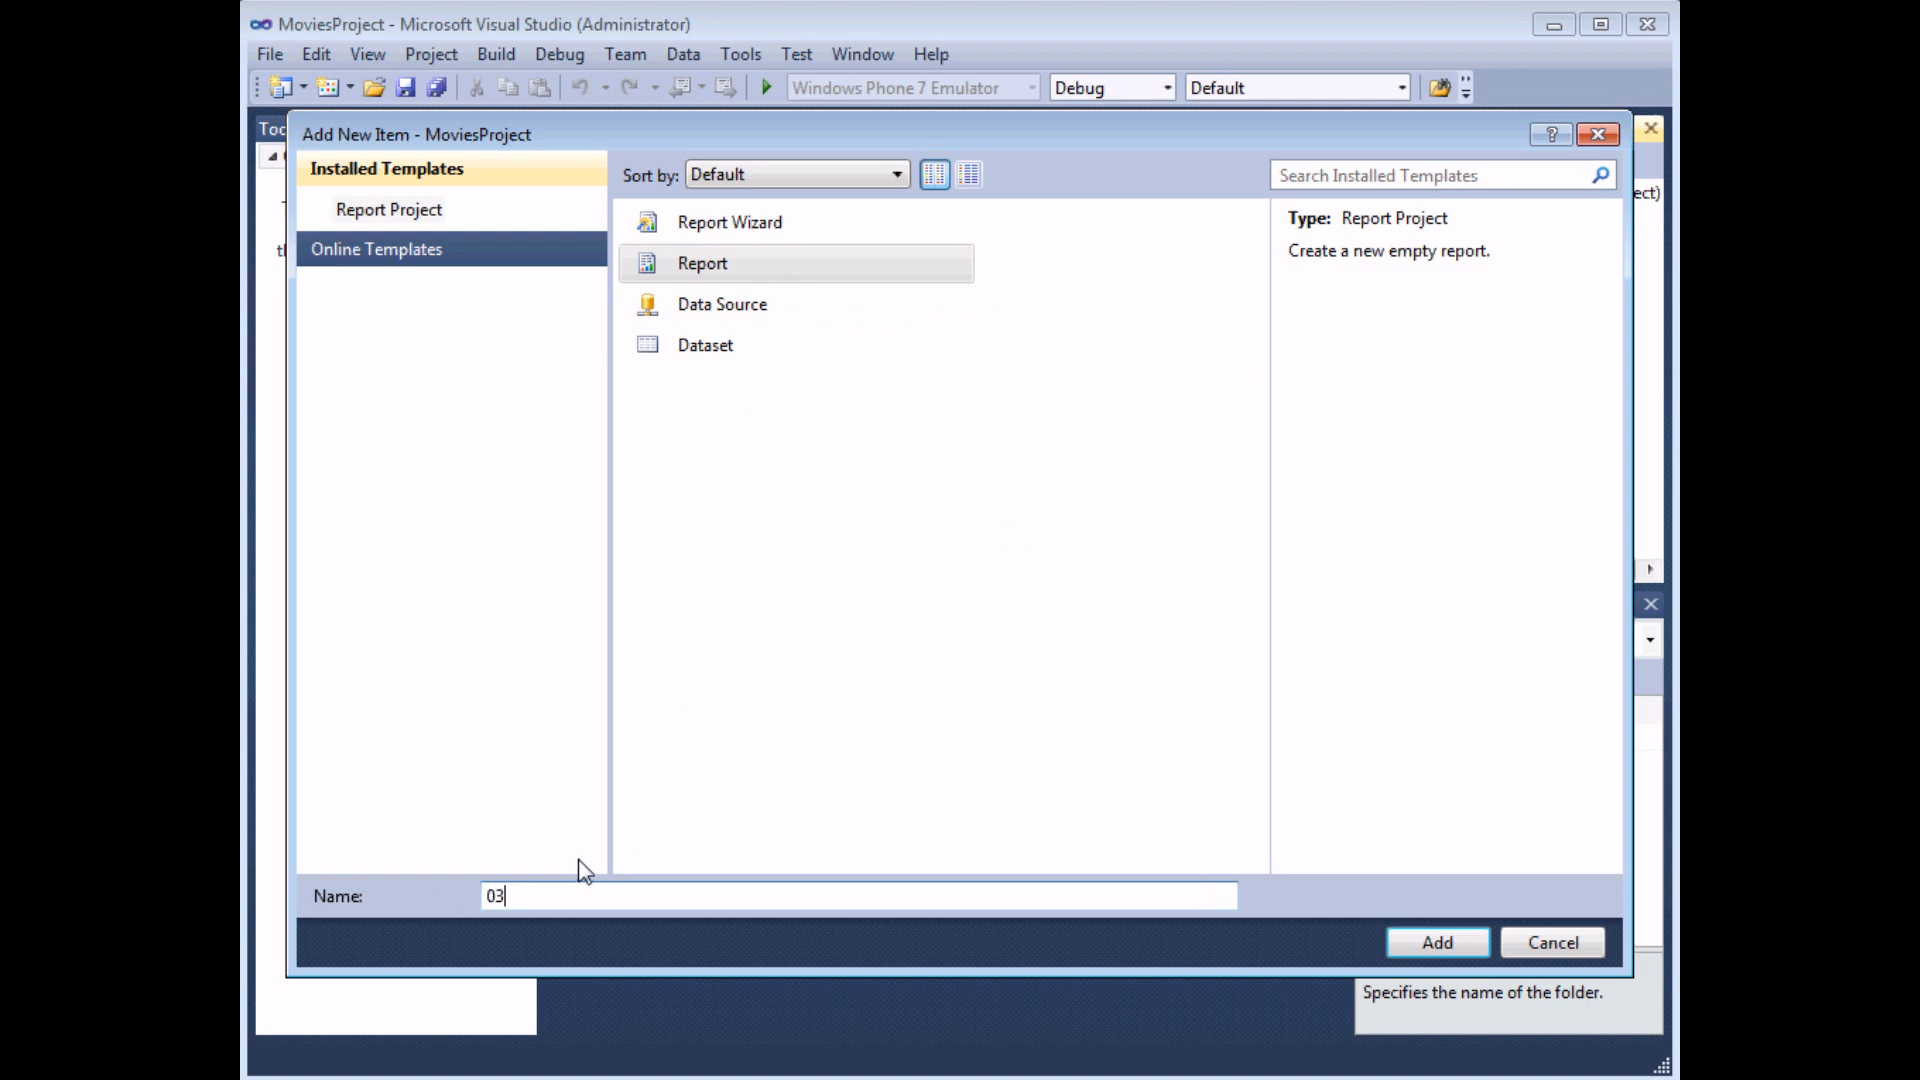 MoviesProject - Microsoft Visual Studio (Administrator)
File Edit View Project Build Debug Team Data Tools Test Window Help
Windows Phone 7 Emulator Debug Default
Add New Item - MoviesProject
Installed Templates
Sort by: Default
Search Installed Templates
Report Project
Online Templates
Report Wizard
Report
Data Source
Dataset
Type: Report Project
Create a new empty report.
Name: 03
Add Cancel
Specifies the name of the folder.